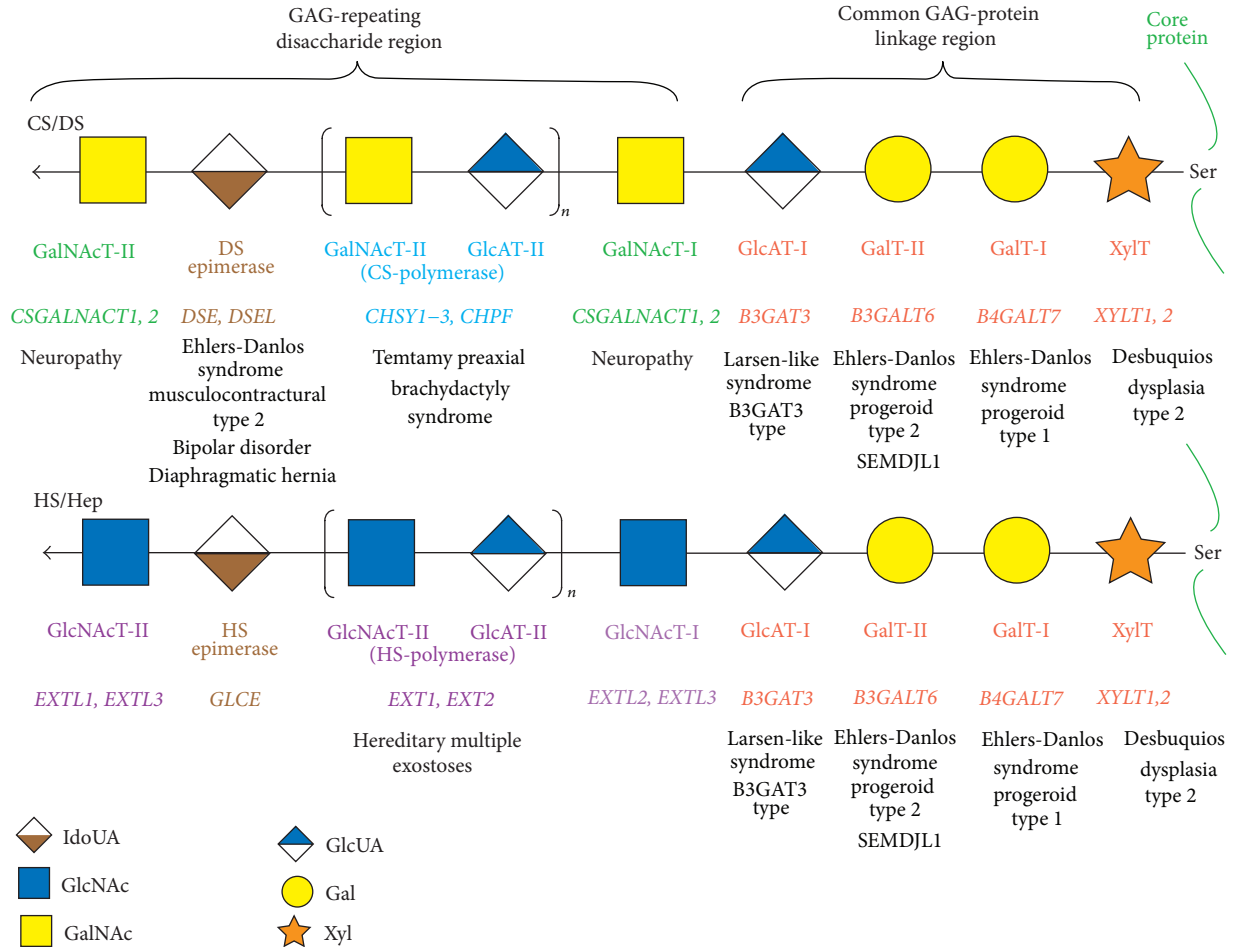 GAG-repeating
disaccharide region
Common GAG-protein
linkage region
Core
protein
CS/DS
n
Ser
GalNAcT-II
DS
epimerase
GalNAcT-II
GlcAT-II
(CS-polymerase)
GalNAcT-I
GlcAT-I
GalT-II
GalT-I
XylT
CSGALNACT1, 2
DSE, DSEL
CHSY1–3, CHPF
CSGALNACT1, 2
B3GAT3
B3GALT6
B4GALT7
XYLT1, 2
Neuropathy
Ehlers-Danlos
syndrome
musculocontractural
type 2
Bipolar disorder
Diaphragmatic hernia
Temtamy preaxial
brachydactyly
syndrome
Neuropathy
Larsen-like
syndrome
B3GAT3
type
Ehlers-Danlos
syndrome
progeroid
type 2
SEMDJL1
Ehlers-Danlos
syndrome
progeroid
type 1
Desbuquios
dysplasia
type 2
HS/Hep
n
Ser
GlcNAcT-II
HS
epimerase
GlcNAcT-II
GlcAT-II
(HS-polymerase)
GlcNAcT-I
GlcAT-I
GalT-II
GalT-I
XylT
EXTL1, EXTL3
GLCE
EXT1, EXT2
EXTL2, EXTL3
B3GAT3
B3GALT6
B4GALT7
XYLT1,2
Hereditary multiple
exostoses
Larsen-like
syndrome
B3GAT3
type
Ehlers-Danlos
syndrome
progeroid
type 2
SEMDJL1
Ehlers-Danlos
syndrome
progeroid
type 1
Desbuquios
dysplasia
type 2
IdoUA
GlcUA
GlcNAc
Gal
GalNAc
Xyl